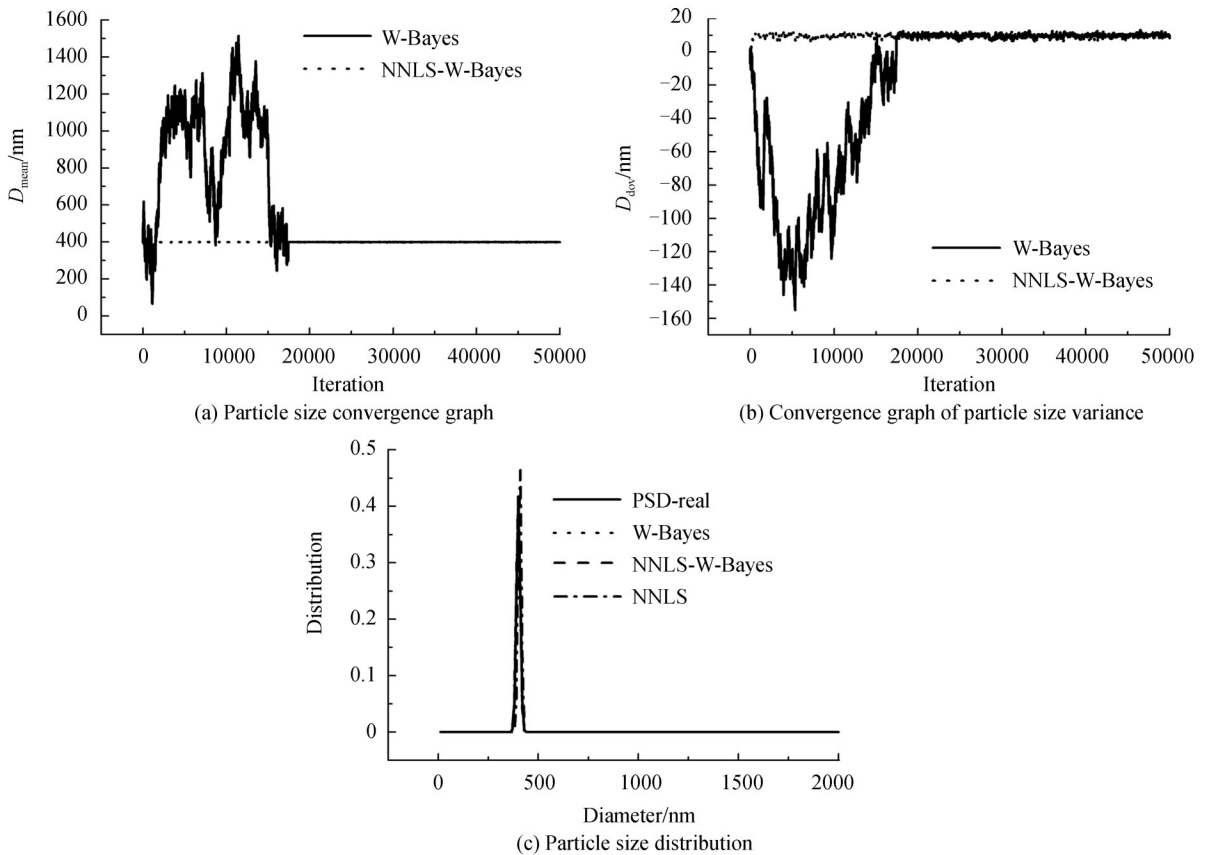 1600
1400
1200
1000
800
600
400
200
0
D_mean/nm
W-Bayes
NNLS-W-Bayes
0 10000 20000 30000 40000 50000
Iteration
(a) Particle size convergence graph
20
0
−20
−40
−60
−80
−100
−120
−140
−160
D_dov/nm
W-Bayes
NNLS-W-Bayes
0 10000 20000 30000 40000 50000
Iteration
(b) Convergence graph of particle size variance
0.5
0.4
0.3
0.2
0.1
0
Distribution
PSD-real
W-Bayes
NNLS-W-Bayes
NNLS
0 500 1000 1500 2000
Diameter/nm
(c) Particle size distribution